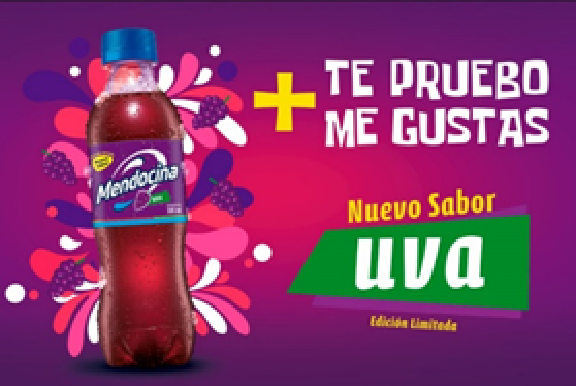 + TE PRUEBO
ME GUSTAS
Mendocina
Nuevo Sabor
uva
Edición Limitada